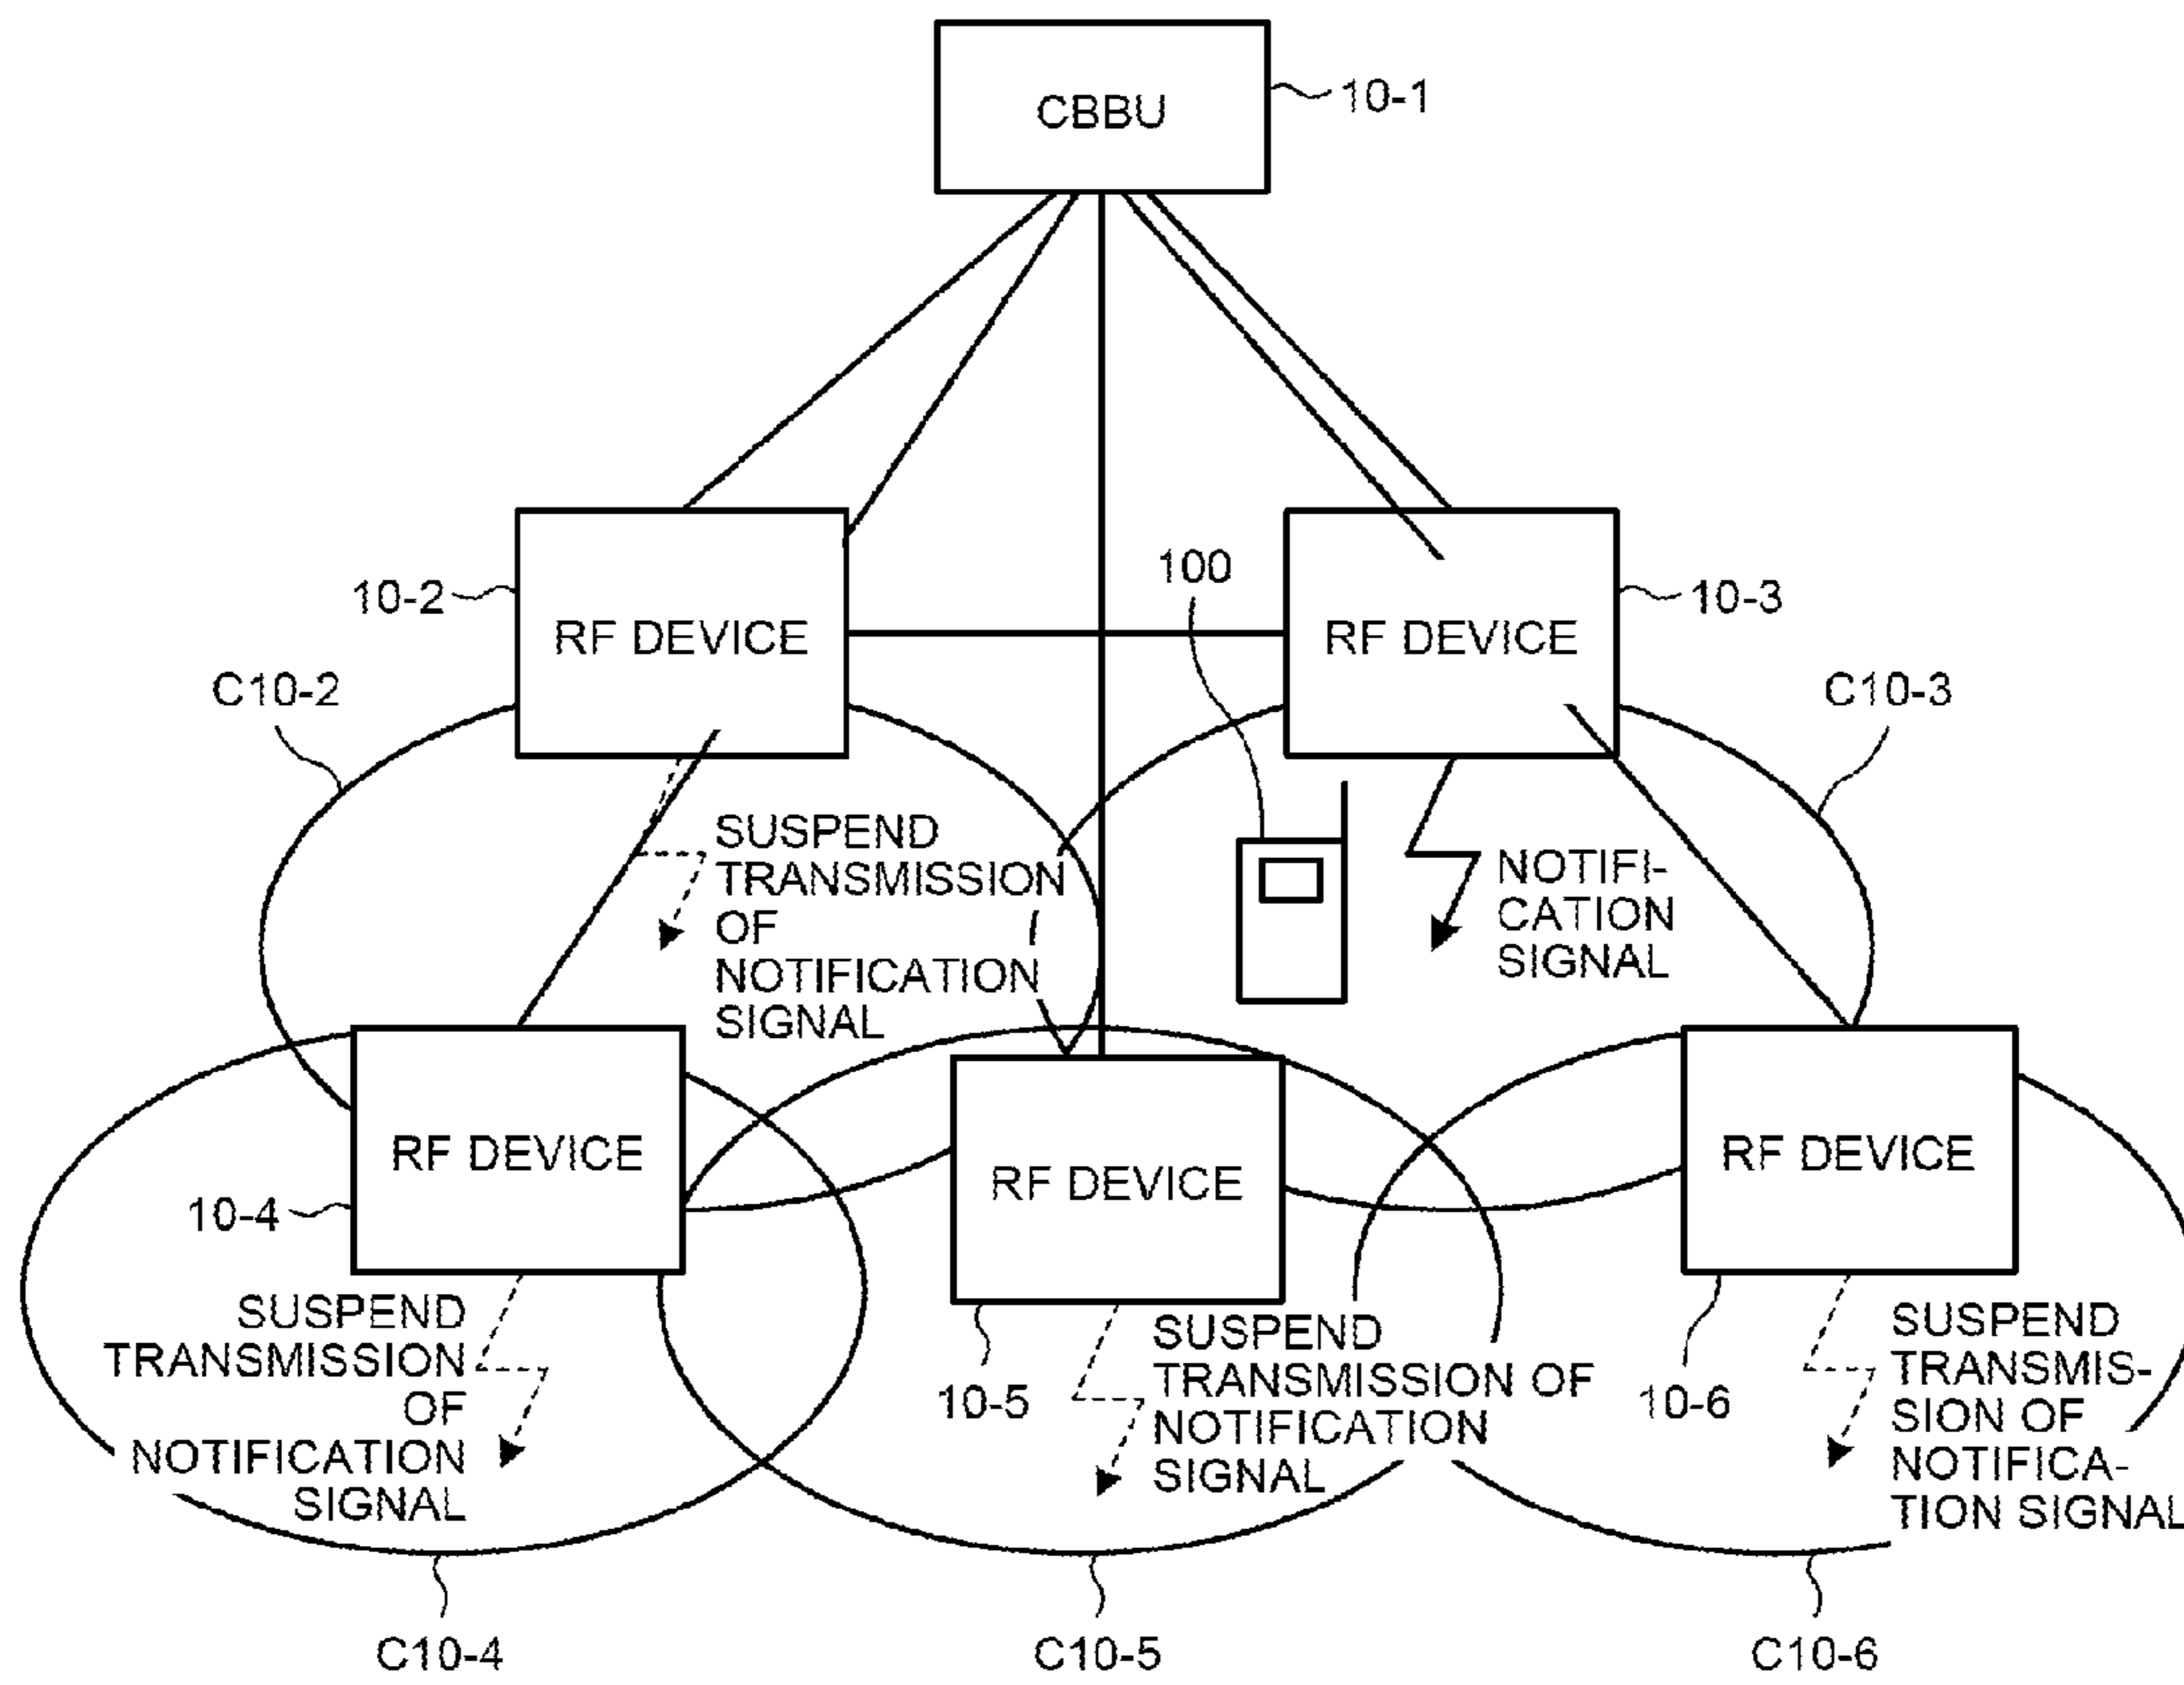 CBBU
10-1
10-2
RF DEVICE
100
RF DEVICE
10-3
C10-2
C10-3
SUSPEND
TRANSMISSION
OF
NOTIFICATION
SIGNAL
NOTIFI-
CATION
SIGNAL
RF DEVICE
10-4
RF DEVICE
RF DEVICE
SUSPEND
TRANSMISSION
OF
NOTIFICATION
SIGNAL
10-5
SUSPEND
TRANSMISSION OF
NOTIFICATION
SIGNAL
10-6
SUSPEND
TRANSMIS-
SION OF
NOTIFICA-
TION SIGNAL
C10-4
C10-5
C10-6